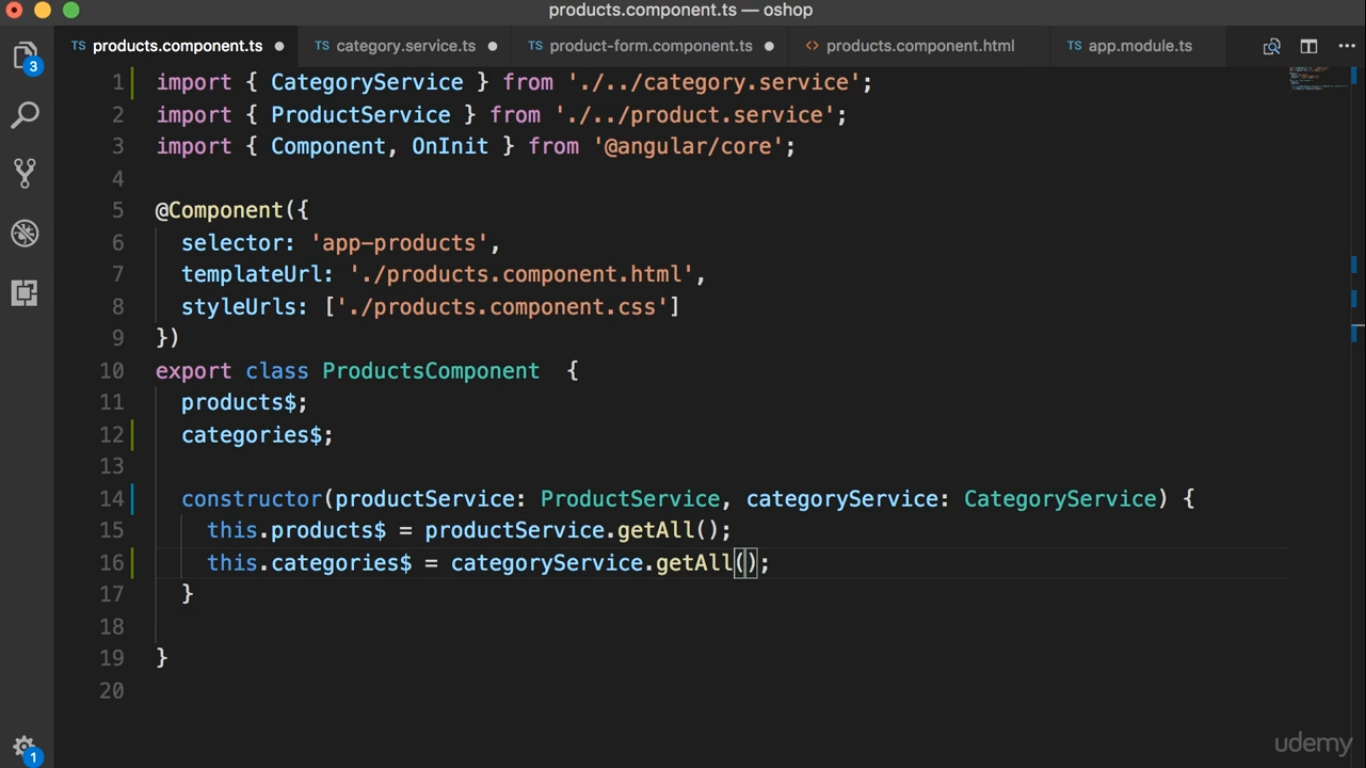 products.component.ts — oshop
TS products.component.ts TS category.service.ts TS product-form.component.ts <> products.component.html TS app.module.ts
3
1 import { CategoryService } from './../category.service';
2 import { ProductService } from './../product.service';
3 import { Component, OnInit } from '@angular/core';
4
5 @Component({
6 selector: 'app-products',
7 templateUrl: './products.component.html',
8 styleUrls: ['./products.component.css']
9 })
10 export class ProductsComponent  {
11 products$;
12 categories$;
13
14 constructor(productService: ProductService, categoryService: CategoryService) {
15 this.products$ = productService.getAll();
16 this.categories$ = categoryService.getAll();
17 }
18
19 }
20
1
udemy